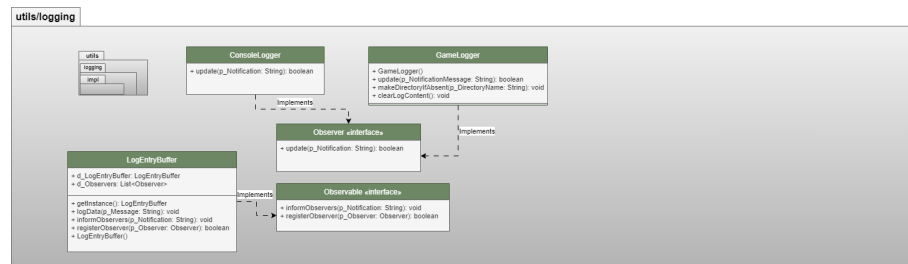 utils/logging
utils
logging
impl
ConsoleLogger
+ update(p_Notification: String): boolean
GameLogger
+ GameLogger()
+ update(p_NotificationMessage: String): boolean
+ makeDirectoryIfAbsent(p_DirectoryName: String): void
+ clearLogContent(): void
Implements
Implements
Observer «interface»
+ update(p_Notification: String): boolean
LogEntryBuffer
+ d_LogEntryBuffer: LogEntryBuffer
+ d_Observers: List<Observer>
+ getInstance(): LogEntryBuffer
+ logData(p_Message: String): void
+ informObservers(p_Notification: String): void
+ registerObserver(p_Observer: Observer): boolean
+ LogEntryBuffer()
Implements
Observable «interface»
+ informObservers(p_Notification: String): void
+ registerObserver(p_Observer: Observer): boolean